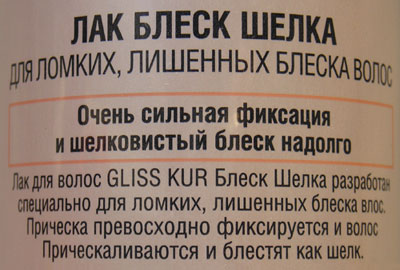 ЛАК БЛЕСК ШЕЛКА
ДЛЯ ЛОМКИХ, ЛИШЕННЫХ БЛЕСКА ВОЛОС
Очень сильная фиксация
и шелковистый блеск надолго
Лак для волос GLISS KUR Блеск Шелка разработан
специально для ломких, лишенных блеска влос.
Прическа превосходно фиксируется и волос
Прическаливаются и блестят как шелк.